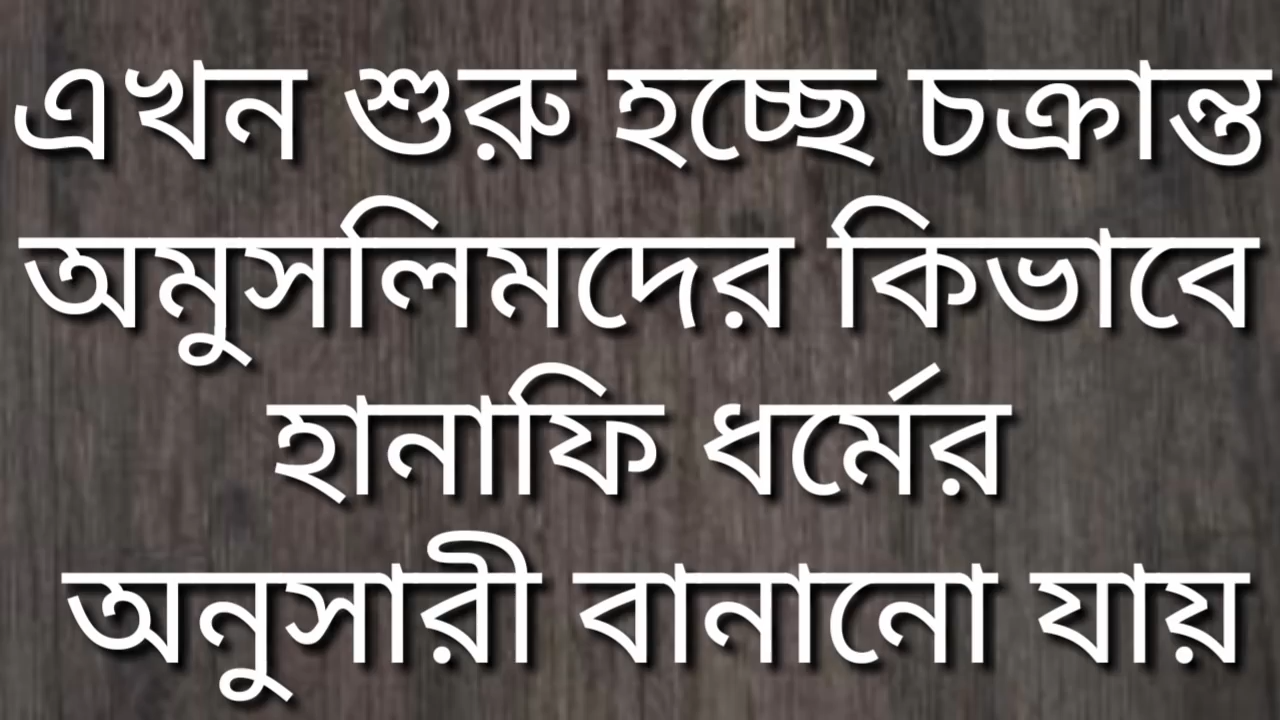 এখন শুরু হচ্ছে চক্রান্ত
অমুসলিমদের কিভাবে
হানাফি ধর্মের
অনুসারী বানানো যায়